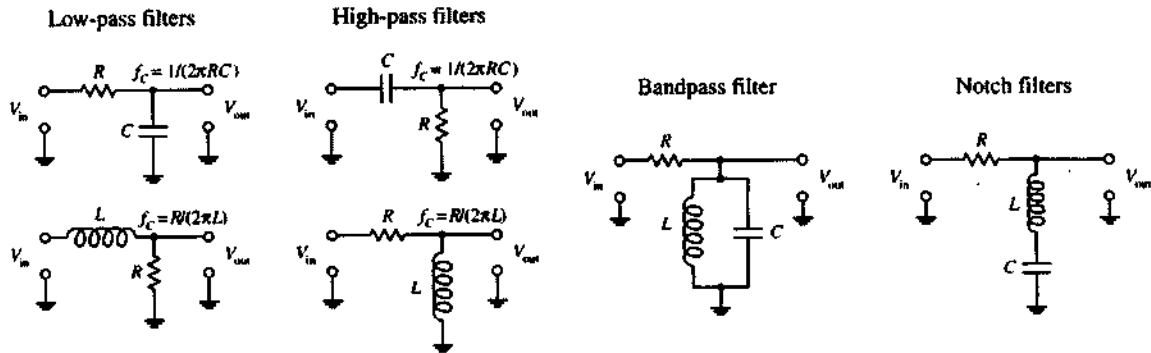 Low-pass filters
R
f_C = 1/(2πRC)
V_in
C
V_out
L
f_C = R/(2πL)
V_in
R
V_out
High-pass filters
C
f_C = 1/(2πRC)
V_in
R
V_out
R
f_C = R/(2πL)
V_in
L
V_out
Bandpass filter
R
V_in
V_out
L
C
Notch filters
R
V_in
V_out
L
C